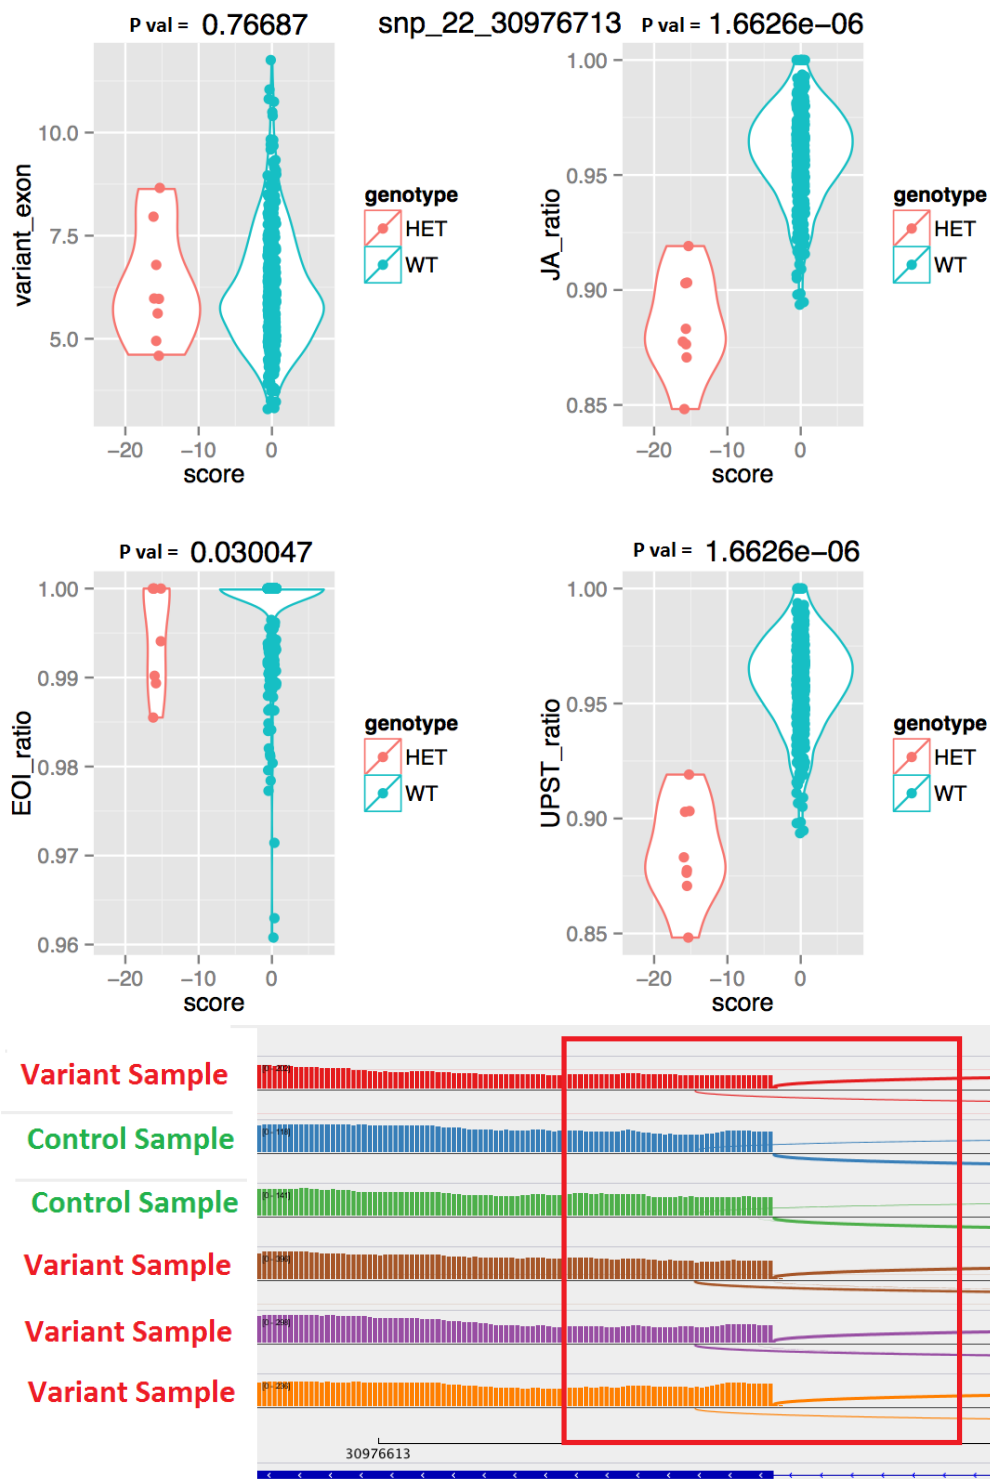 P val = 0.76687
snp_22_30976713
P val = 1.6626e-06
variant_exon
10.0
7.5
5.0
-20
-10
0
score
genotype
HET
WT
JA_ratio
1.00
0.95
0.90
0.85
-20
-10
0
score
genotype
HET
WT
P val = 0.030047
P val = 1.6626e-06
EOI_ratio
1.00
0.99
0.98
0.97
0.96
-20
-10
0
score
genotype
HET
WT
UPST_ratio
1.00
0.95
0.90
0.85
-20
-10
0
score
genotype
HET
WT
Variant Sample
Control Sample
Control Sample
[0 - 141]
Variant Sample
Variant Sample
Variant Sample
[0 - 236]
30976613